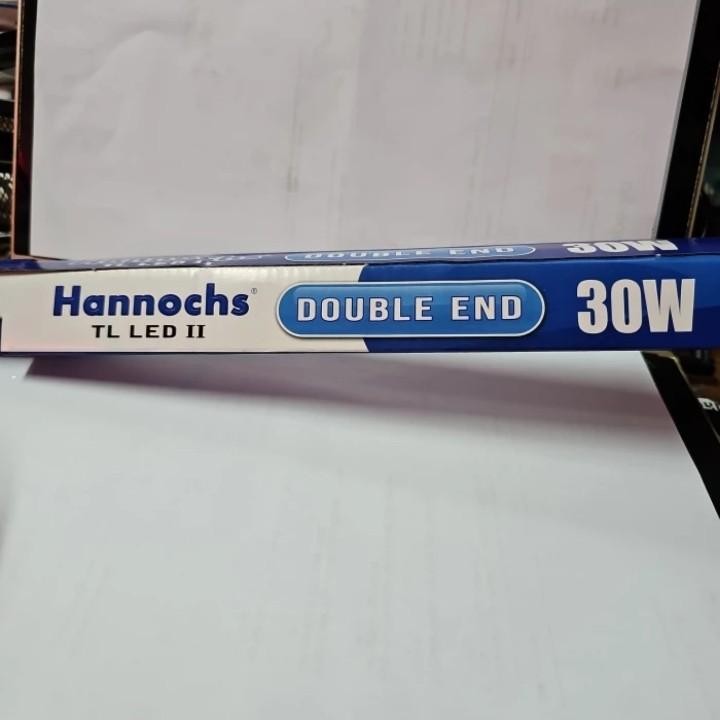 DOUBLE END
30W
Hannochs®
TL LED II
DOUBLE END
30W